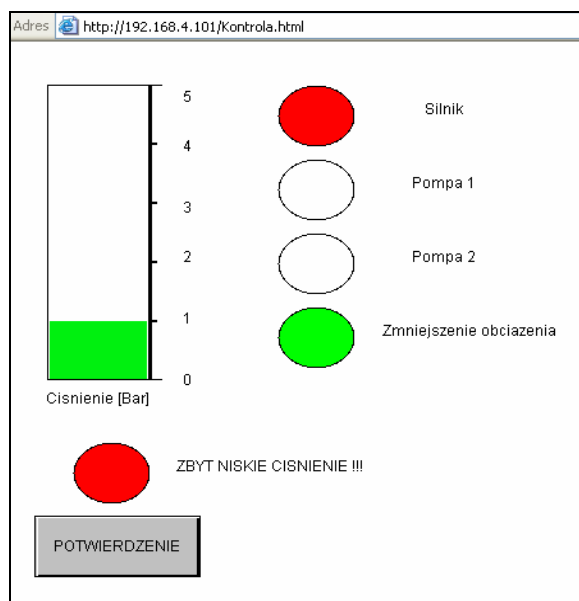 Adres http://192.168.4.101/Kontrola.html
5
4
3
2
1
0
Cisnienie [Bar]
Silnik
Pompa 1
Pompa 2
Zmniejszenie obciazenia
ZBYT NISKIE CISNIENIE !!!
POTWIERDZENIE